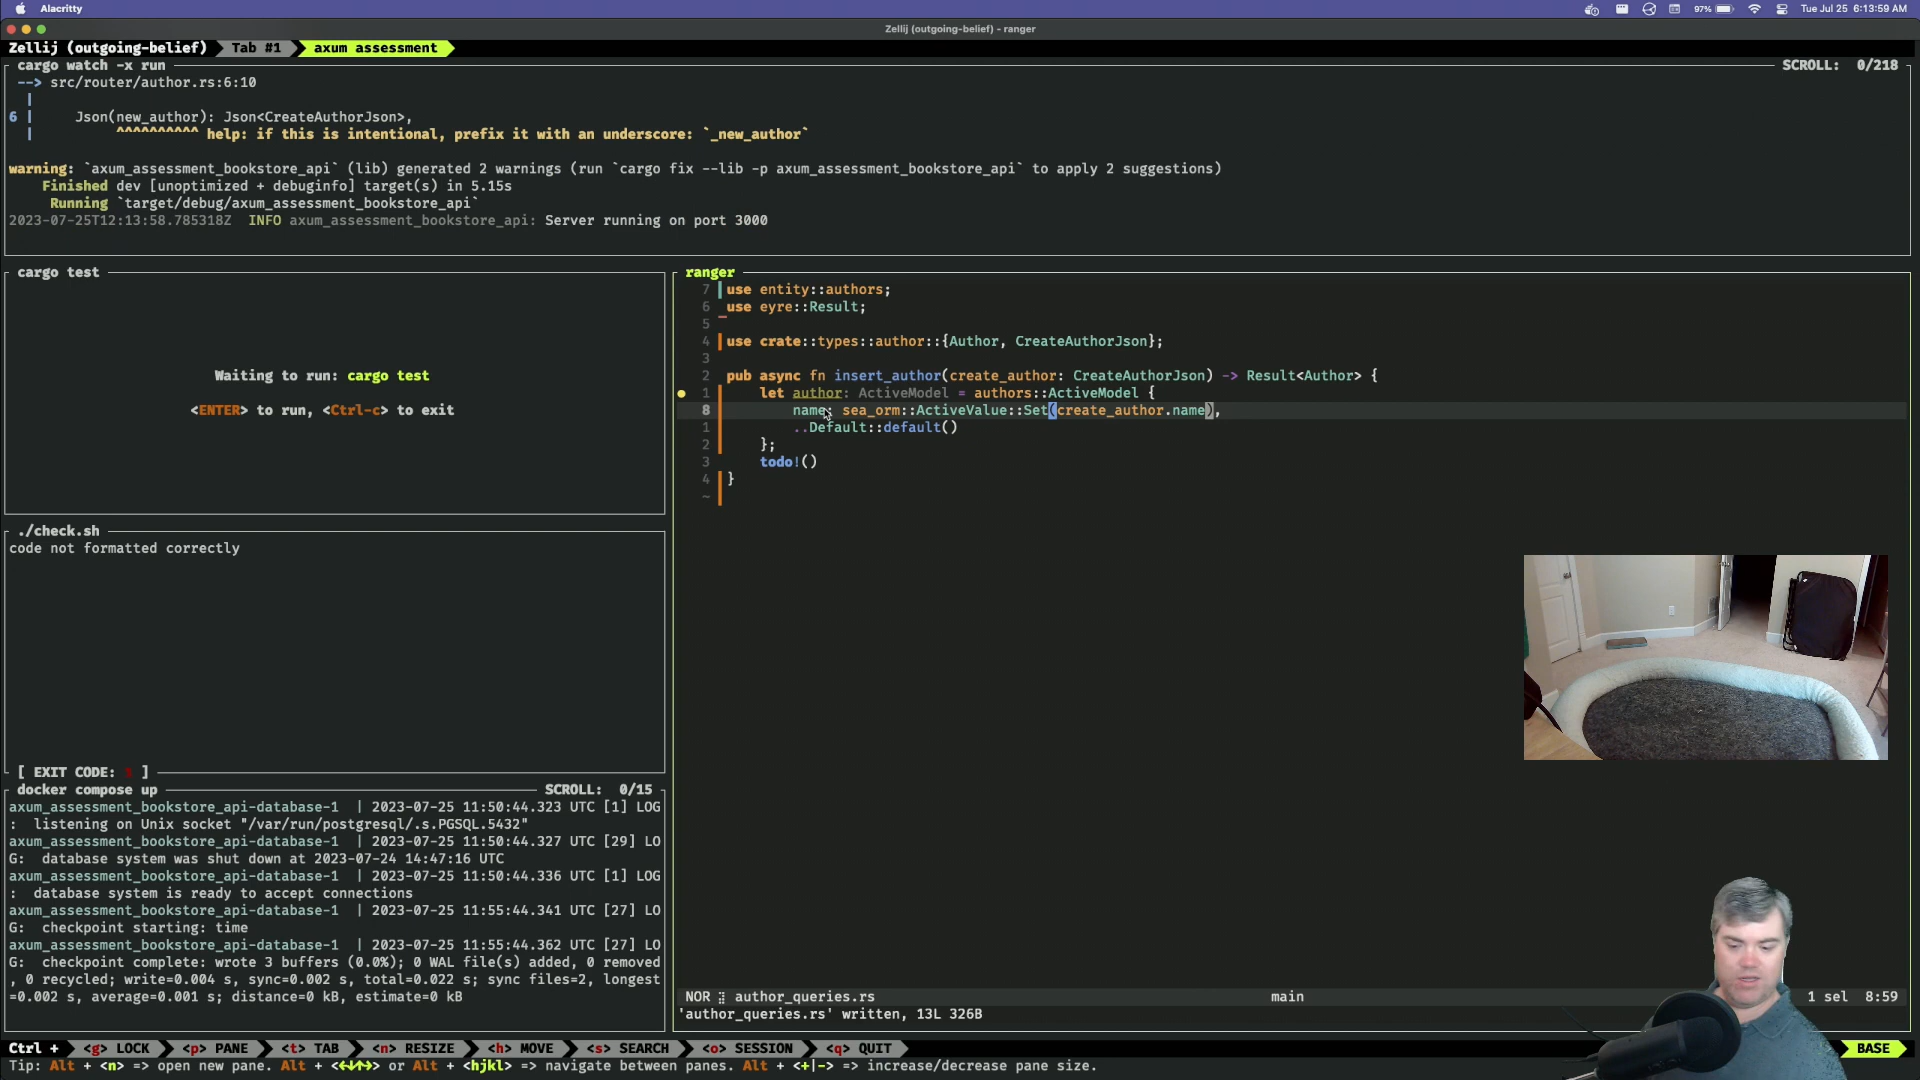 Alacritty
97%
Tue Jul 25 6:13:59 AM
Zellij (outgoing-belief) - ranger
Zellij (outgoing-belief) Tab #1 axum assessment
cargo watch -x run SCROLL: 0/218
--> src/router/author.rs:6:10
|
6 | Json(new_author): Json<CreateAuthorJson>,
| ^^^^^^^^^^ help: if this is intentional, prefix it with an underscore: `_new_author`
warning: `axum_assessment_bookstore_api` (lib) generated 2 warnings (run `cargo fix --lib -p axum_assessment_bookstore_api` to apply 2 suggestions)
Finished dev [unoptimized + debuginfo] target(s) in 5.15s
Running `target/debug/axum_assessment_bookstore_api`
2023-07-25T12:13:58.785318Z INFO axum_assessment_bookstore_api: Server running on port 3000
cargo test
Waiting to run: cargo test
<ENTER> to run, <Ctrl-c> to exit
./check.sh
code not formatted correctly
[ EXIT CODE: 1 ]
docker compose up SCROLL: 0/15
axum_assessment_bookstore_api-database-1 | 2023-07-25 11:50:44.323 UTC [1] LOG
: listening on Unix socket "/var/run/postgresql/.s.PGSQL.5432"
axum_assessment_bookstore_api-database-1 | 2023-07-25 11:50:44.327 UTC [29] LO
G: database system was shut down at 2023-07-24 14:47:16 UTC
axum_assessment_bookstore_api-database-1 | 2023-07-25 11:50:44.336 UTC [1] LOG
: database system is ready to accept connections
axum_assessment_bookstore_api-database-1 | 2023-07-25 11:55:44.341 UTC [27] LO
G: checkpoint starting: time
axum_assessment_bookstore_api-database-1 | 2023-07-25 11:55:44.362 UTC [27] LO
G: checkpoint complete: wrote 3 buffers (0.0%); 0 WAL file(s) added, 0 removed
, 0 recycled; write=0.004 s, sync=0.002 s, total=0.022 s; sync files=2, longest
=0.002 s, average=0.001 s; distance=0 kB, estimate=0 kB
ranger
7 use entity::authors;
6 use eyre::Result;
5
4 use crate::types::author::{Author, CreateAuthorJson};
3
2 pub async fn insert_author(create_author: CreateAuthorJson) -> Result<Author> {
1 let author: ActiveModel = authors::ActiveModel {
8 name: sea_orm::ActiveValue::Set(create_author.name),
1 ..Default::default()
2 };
3 todo!()
4 }
~
NOR author_queries.rs main 1 sel 8:59
'author_queries.rs' written, 13L 326B
Ctrl + <g> LOCK <p> PANE <t> TAB <n> RESIZE <h> MOVE <s> SEARCH <o> SESSION <q> QUIT BASE
Tip: Alt + <n> => open new pane. Alt + <←↓↑→> or Alt + <hjkl> => navigate between panes. Alt + <+|-> => increase/decrease pane size.